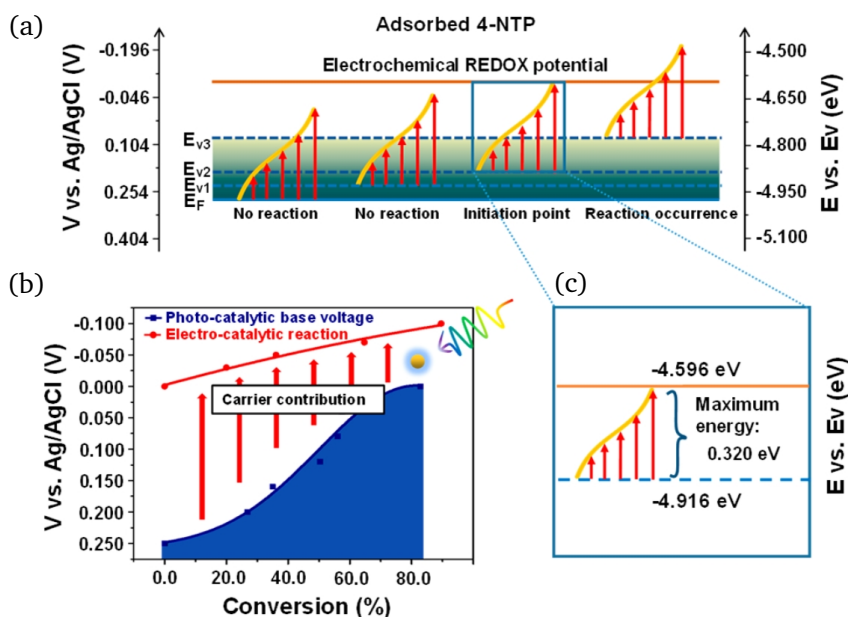 (a)
Adsorbed 4-NTP
V vs. Ag/AgCl (V)
-0.196
-0.046
0.104
0.254
0.404
Electrochemical REDOX potential
E_v3
E_v2
E_v1
E_F
No reaction
No reaction
Initiation point
Reaction occurrence
-4.500
-4.650
-4.800
-4.950
-5.100
E vs. Ev (eV)
(b)
V vs. Ag/AgCl (V)
-0.100
-0.050
0.000
0.050
0.100
0.150
0.200
0.250
Photo-catalytic base voltage
Electro-catalytic reaction
Carrier contribution
0.0
20.0
40.0
60.0
80.0
Conversion (%)
(c)
-4.596 eV
Maximum
energy:
0.320 eV
-4.916 eV
E vs. Ev (eV)